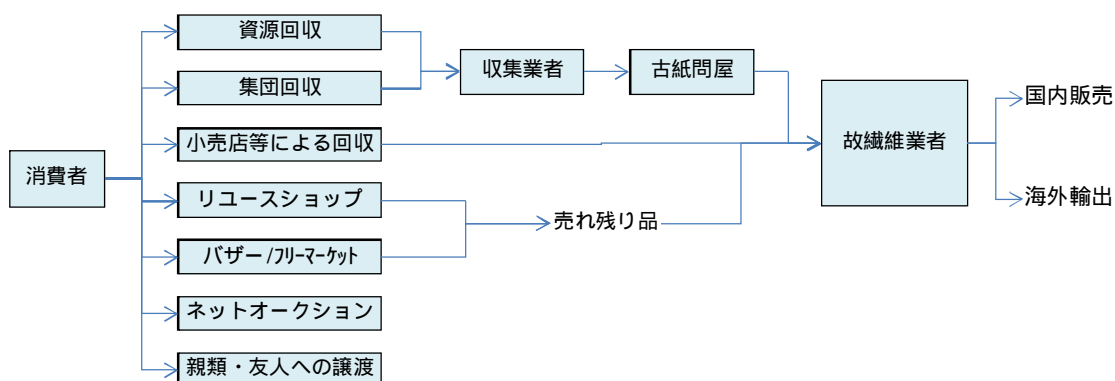 資源回収
集団回収
小売店等による回収
リユースショップ
バザー/ﾌﾘｰﾏｰｹｯﾄ
ネットオークション
親類・友人への譲渡
消費者
収集業者
古紙問屋
売れ残り品
故繊維業者
国内販売
海外輸出